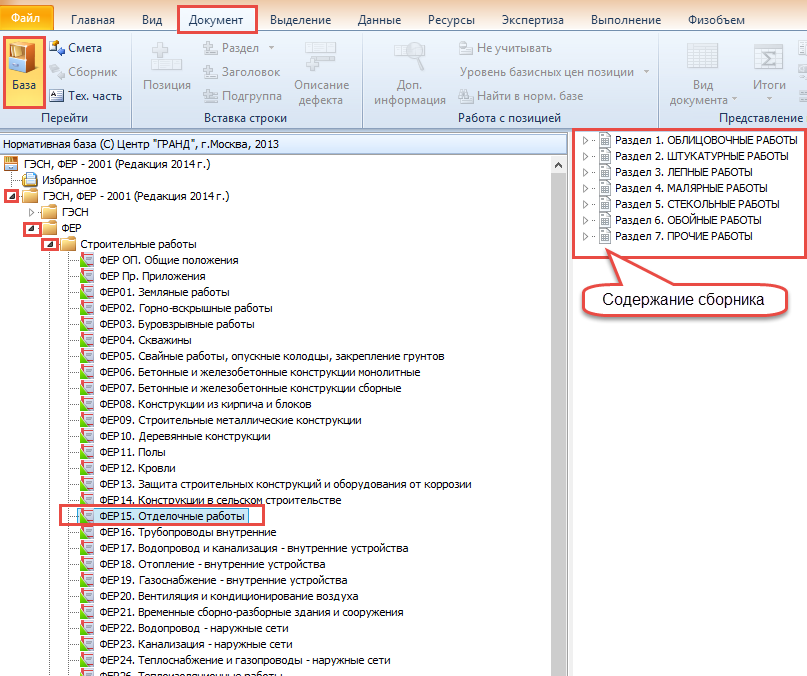 Файл Главная Вид Документ Выделение Данные Ресурсы Экспертиза Выполнение Физобъем
База
Смета
Сборник
Тех. часть
Перейти
Позиция
Раздел
Заголовок
Подгруппа
Описание
дефекта
Вставка строки
Доп.
информация
Не учитывать
Уровень базисных цен позиции
Найти в норм. базе
Работа с позицией
Вид
документа
Итоги
Представление
Нормативная база (C) Центр "ГРАНД", г.Москва, 2013
ГЭСН, ФЕР - 2001 (Редакция 2014 г.)
Избранное
ГЭСН, ФЕР - 2001 (Редакция 2014 г.)
ГЭСН
ФЕР
Строительные работы
ФЕР ОП. Общие положения
ФЕР Пр. Приложения
ФЕР01. Земляные работы
ФЕР02. Горно-вскрышные работы
ФЕР03. Буровзрывные работы
ФЕР04. Скважины
ФЕР05. Свайные работы, опускные колодцы, закрепление грунтов
ФЕР06. Бетонные и железобетонные конструкции монолитные
ФЕР07. Бетонные и железобетонные конструкции сборные
ФЕР08. Конструкции из кирпича и блоков
ФЕР09. Строительные металлические конструкции
ФЕР10. Деревянные конструкции
ФЕР11. Полы
ФЕР12. Кровли
ФЕР13. Защита строительных конструкций и оборудования от коррозии
ФЕР14. Конструкции в сельском строительстве
ФЕР15. Отделочные работы
ФЕР16. Трубопроводы внутренние
ФЕР17. Водопровод и канализация - внутренние устройства
ФЕР18. Отопление - внутренние устройства
ФЕР19. Газоснабжение - внутренние устройства
ФЕР20. Вентиляция и кондиционирование воздуха
ФЕР21. Временные сборно-разборные здания и сооружения
ФЕР22. Водопровод - наружные сети
ФЕР23. Канализация - наружные сети
ФЕР24. Теплоснабжение и газопроводы - наружные сети
ФЕР26. Теплоизоляционные работы
Раздел 1. ОБЛИЦОВОЧНЫЕ РАБОТЫ
Раздел 2. ШТУКАТУРНЫЕ РАБОТЫ
Раздел 3. ЛЕПНЫЕ РАБОТЫ
Раздел 4. МАЛЯРНЫЕ РАБОТЫ
Раздел 5. СТЕКОЛЬНЫЕ РАБОТЫ
Раздел 6. ОБОЙНЫЕ РАБОТЫ
Раздел 7. ПРОЧИЕ РАБОТЫ
Содержание сборника